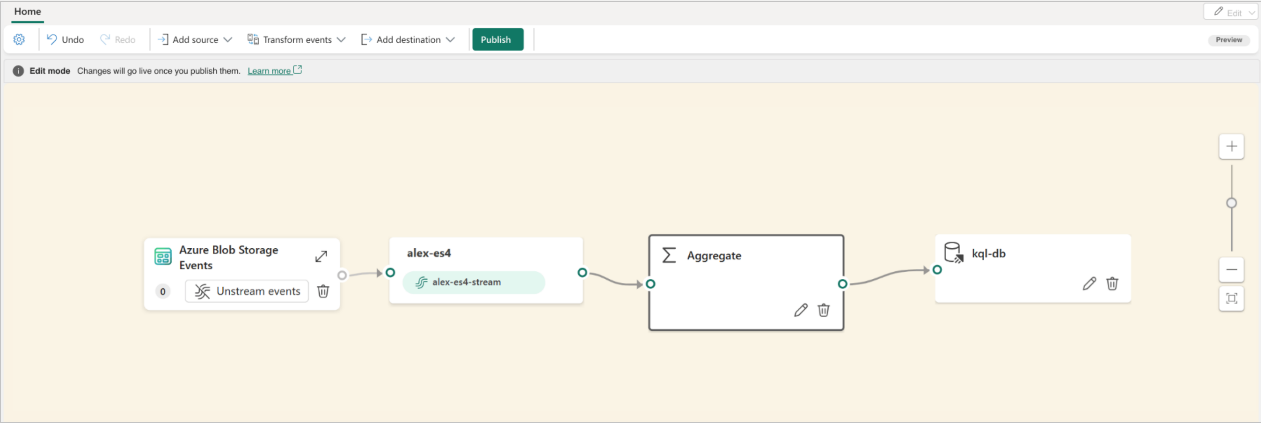 Home
Edit
Undo
Redo
Add source
Transform events
Add destination
Publish
Preview
Edit mode Changes will go live once you publish them. Learn more
Azure Blob Storage
Events
0
Unstream events
alex-es4
alex-es4-stream
Aggregate
kql-db